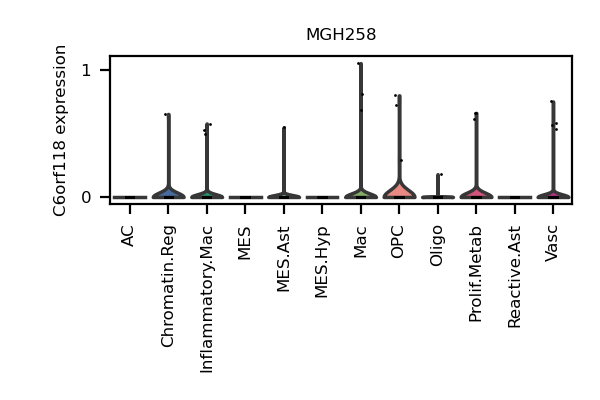 MGH258
C6orf118 expression
1
0
AC
Chromatin.Reg
Inflammatory.Mac
MES
MES.Ast
MES.Hyp
Mac
OPC
Oligo
Prolif.Metab
Reactive.Ast
Vasc